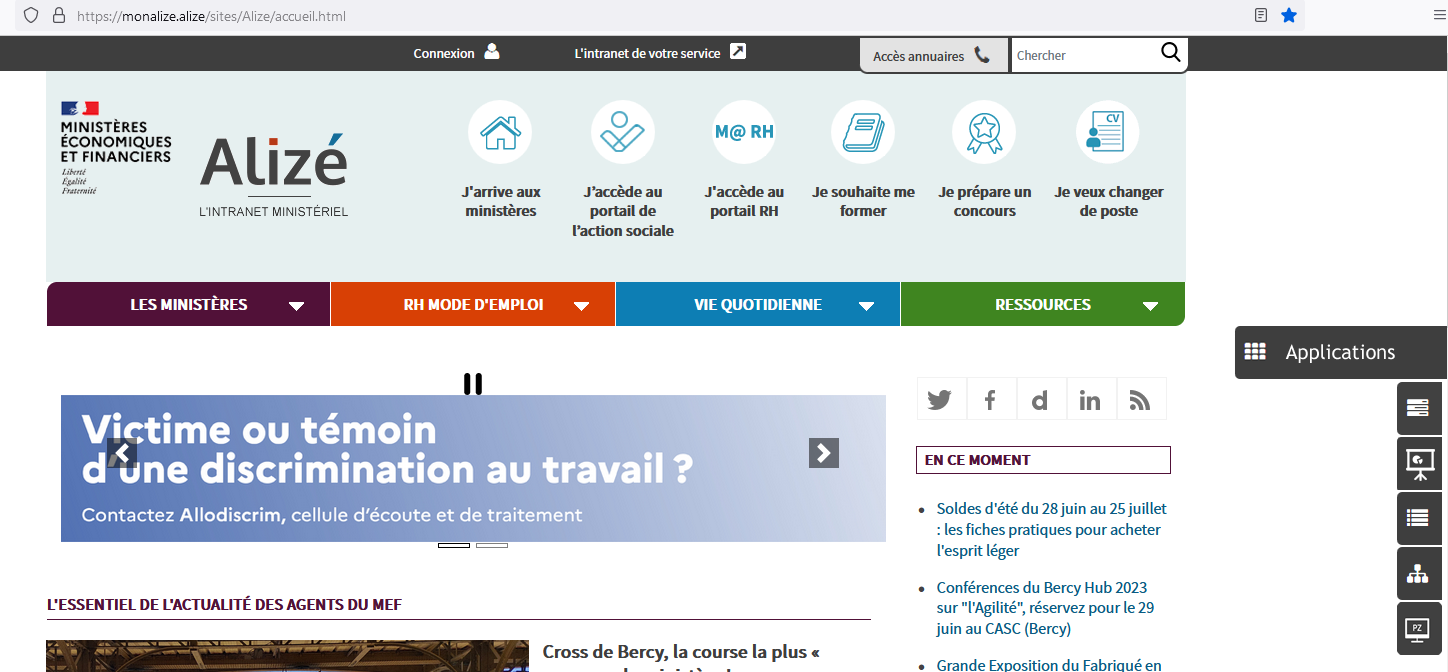 https://monalize.alize/sites/Alize/accueil.html
Connexion
L'intranet de votre service
Accès annuaires
Chercher
MINISTÈRES
ÉCONOMIQUES
ET FINANCIERS
Liberté
Égalité
Fraternité
Alizé
L'INTRANET MINISTÉRIEL
J'arrive aux
ministères
J'accède au
portail de
l'action sociale
M@ RH
J'accède au
portail RH
Je souhaite me
former
Je prépare un
concours
CV
Je veux changer
de poste
LES MINISTÈRES
RH MODE D'EMPLOI
VIE QUOTIDIENNE
RESSOURCES
Applications
Victime ou témoin
d'une discrimination au travail ?
Contactez Allodiscrim, cellule d'écoute et de traitement
EN CE MOMENT
Soldes d'été du 28 juin au 25 juillet
: les fiches pratiques pour acheter
l'esprit léger
Conférences du Bercy Hub 2023
sur "l'Agilité", réservez pour le 29
juin au CASC (Bercy)
Grande Exposition du Fabriqué en
PZ
L'ESSENTIEL DE L'ACTUALITÉ DES AGENTS DU MEF
Cross de Bercy, la course la plus «